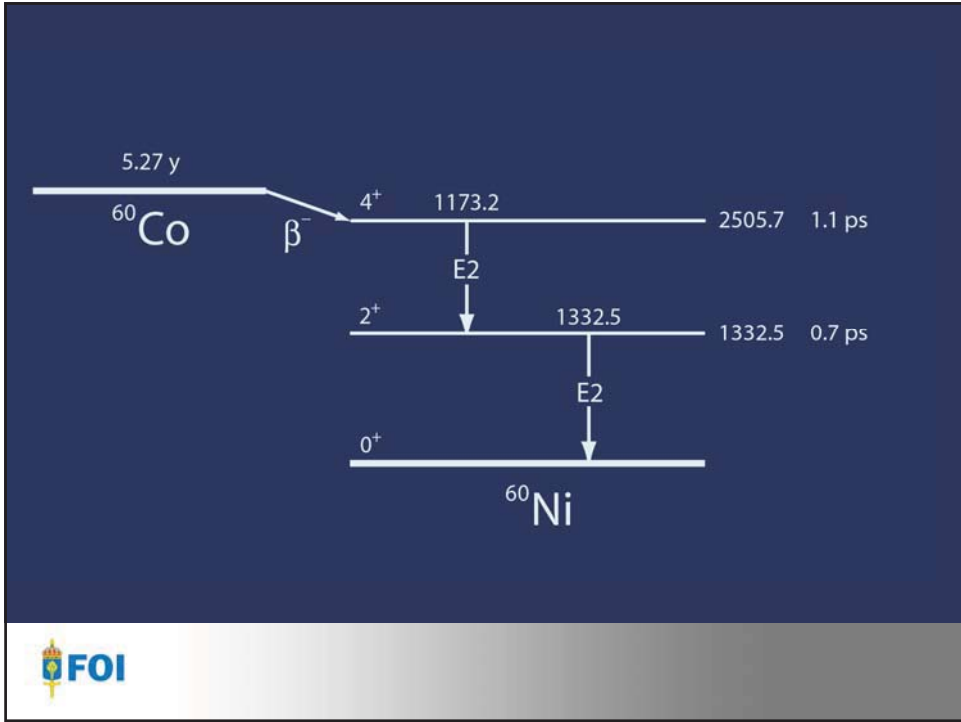 5.27 y
⁶⁰Co
β⁻
4⁺ 1173.2
2505.7 1.1 ps
E2
2⁺ 1332.5
1332.5 0.7 ps
E2
0⁺
⁶⁰Ni
FOI